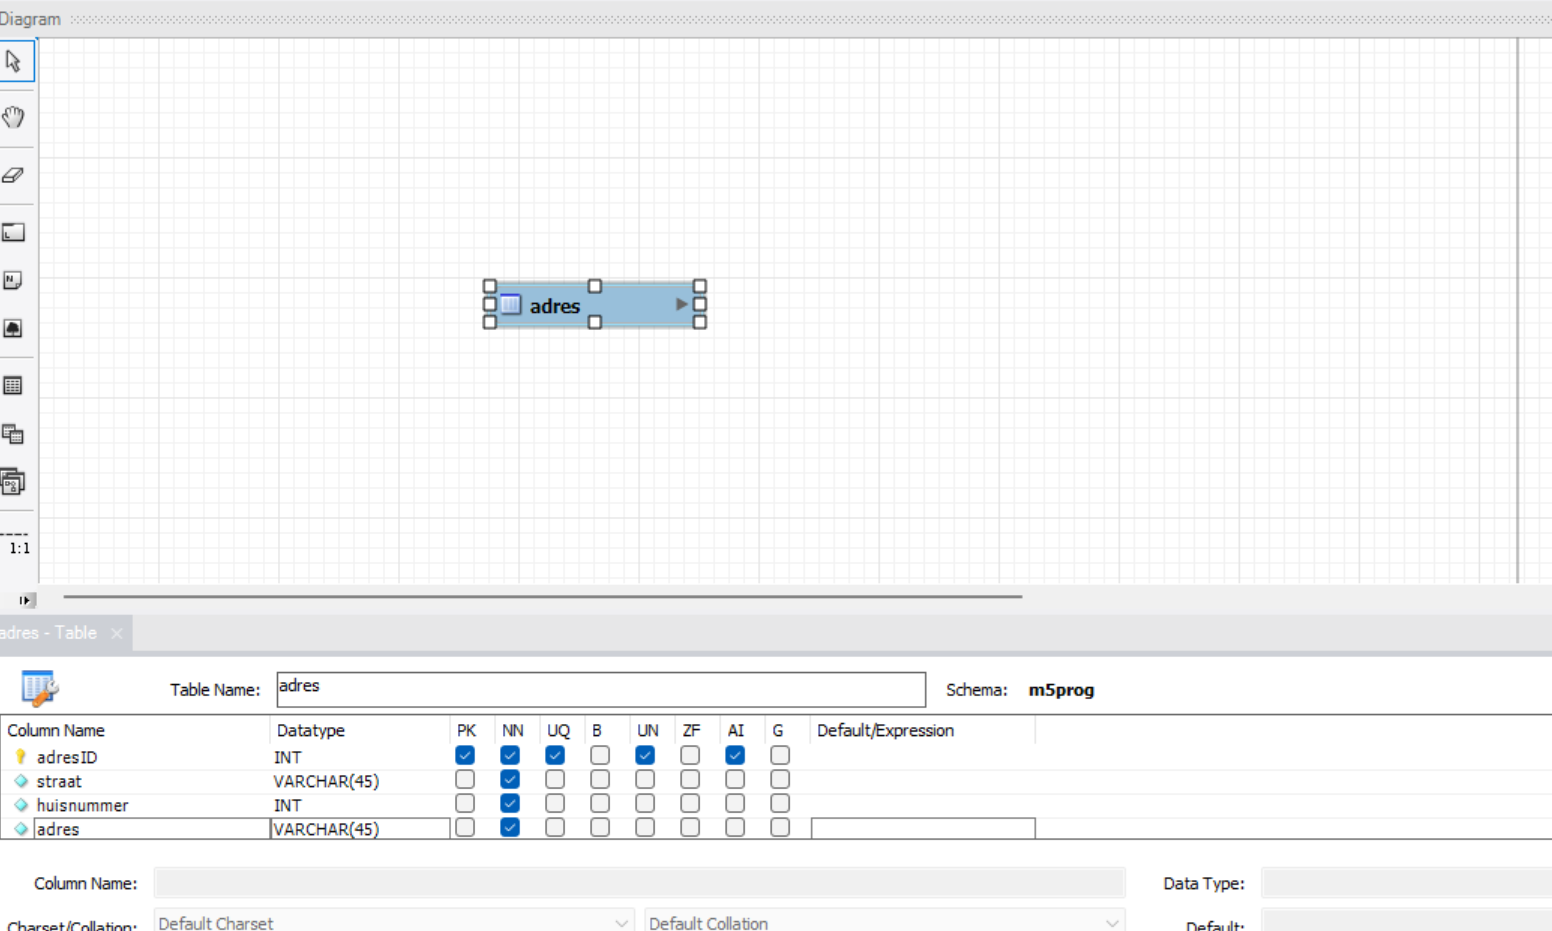 Diagram
adres
1:1
adres - Table
Table Name: adres Schema: m5prog
Column Name Datatype PK NN UQ B UN ZF AI G Default/Expression
adresID INT
straat VARCHAR(45)
huisnummer INT
adres VARCHAR(45)
Column Name: Data Type:
Charset/Collation: Default Charset Default Collation Default: